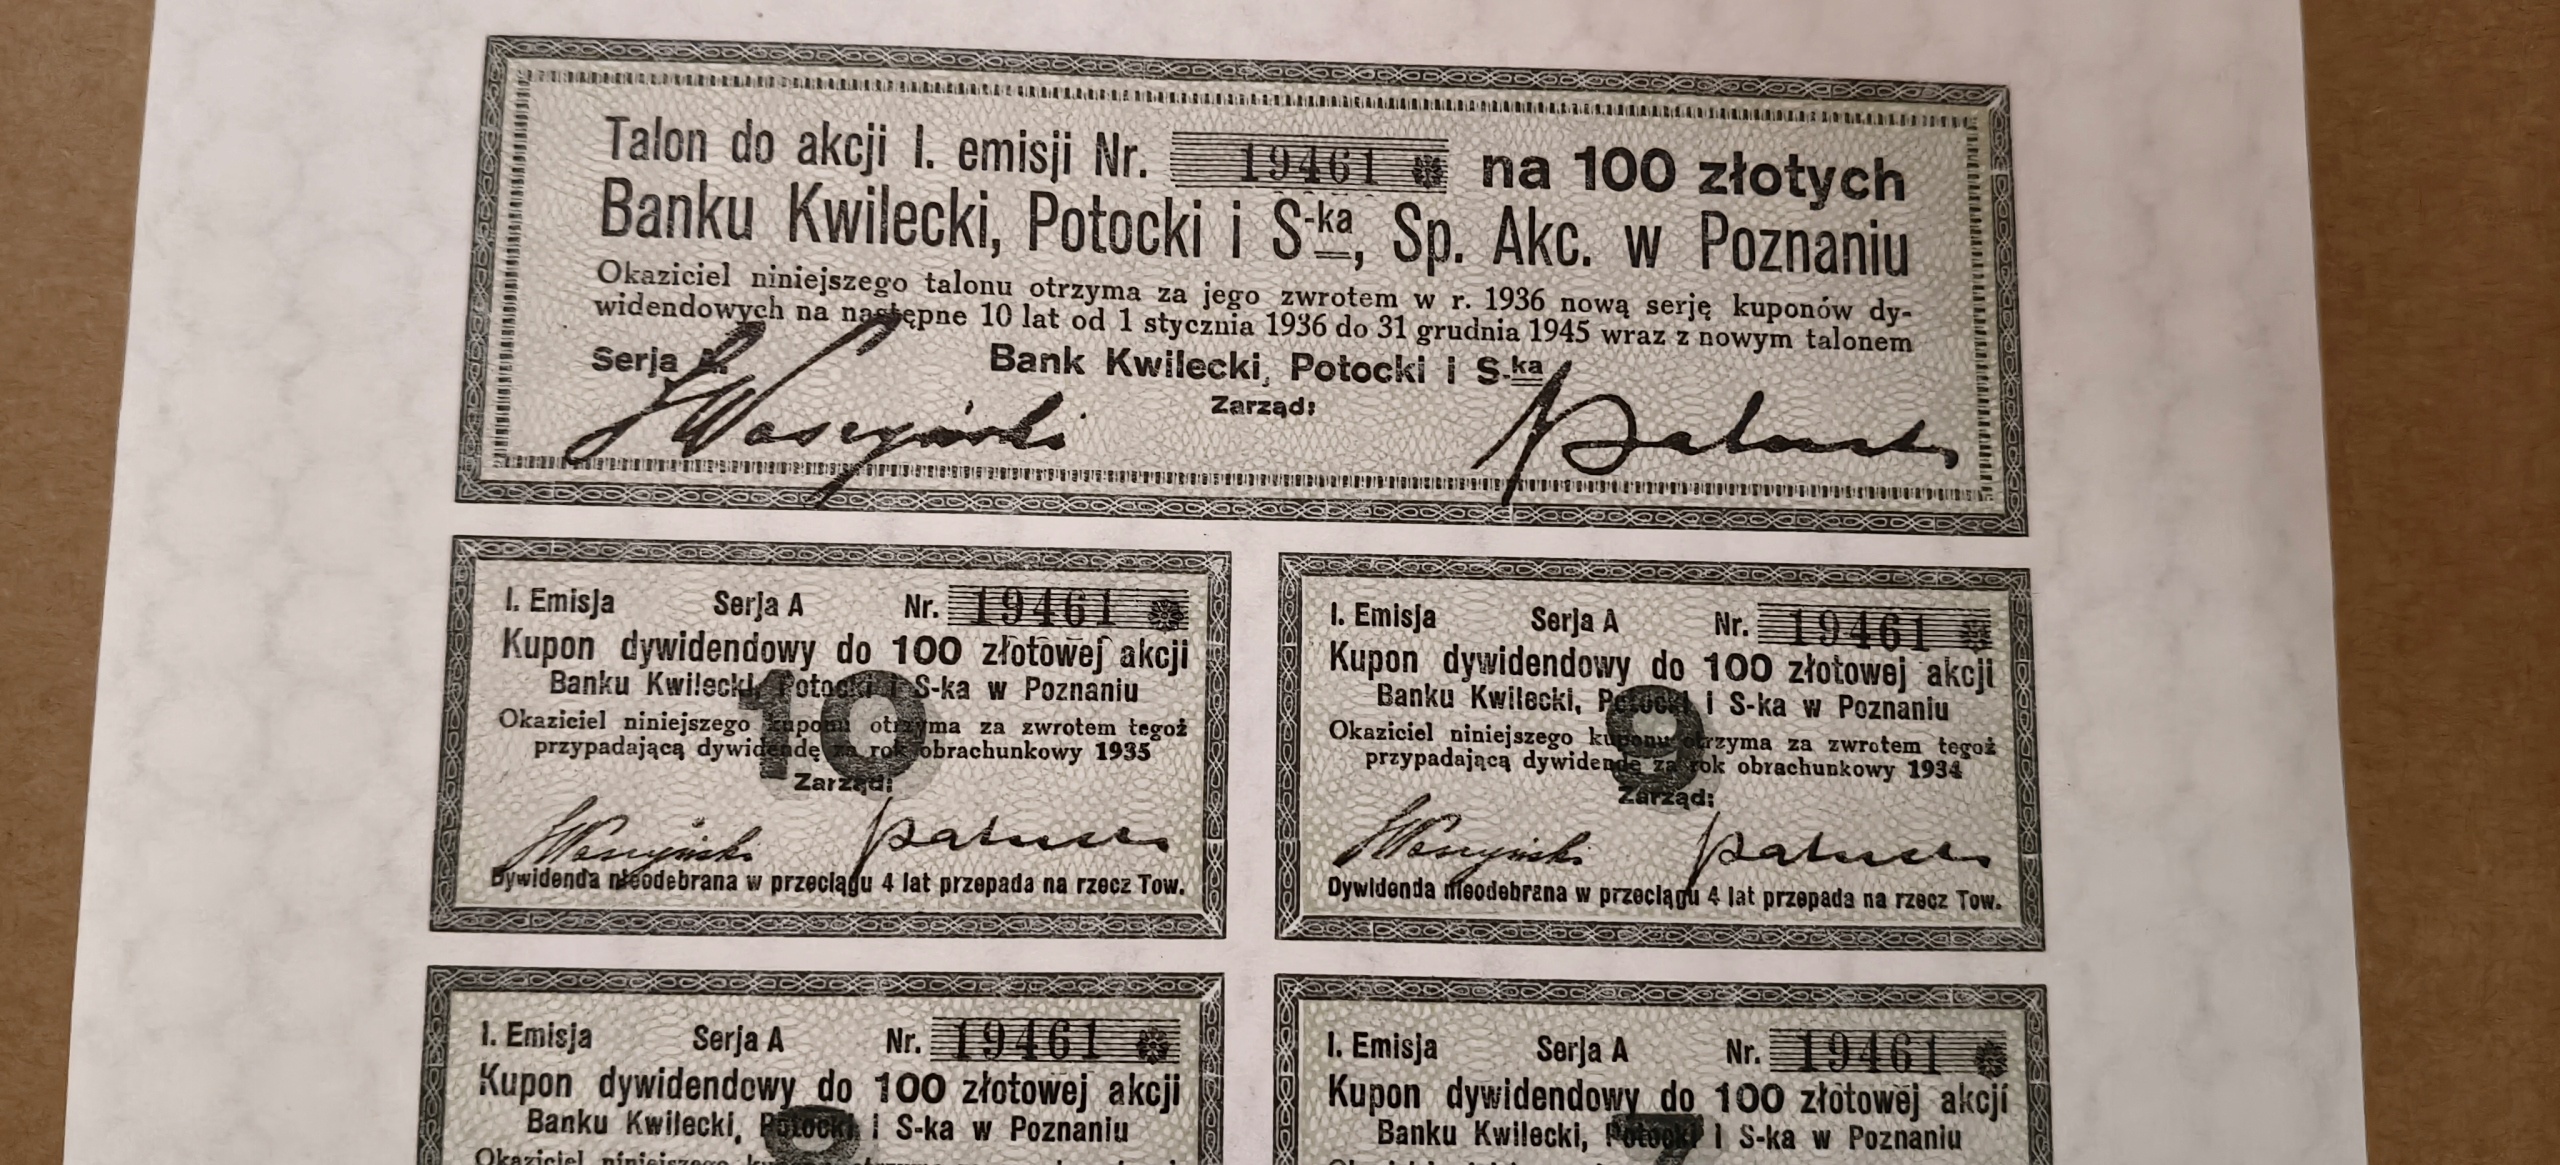 Talon do akcji I. emisji Nr. 19461 na 100 złotych
Banku Kwilecki, Potocki i S-ka, Sp. Akc. w Poznaniu
Okaziciel niniejszego talonu otrzyma za jego zwrotem w r. 1936 nową serję kuponów dy-
widendowych na następne 10 lat od 1 stycznia 1936 do 31 grudnia 1945 wraz z nowym talonem
Serja A.
Bank Kwilecki, Potocki i S-ka
Zarząd:
I. Emisja Serja A Nr. 19461
Kupon dywidendowy do 100 złotowej akcji
Banku Kwilecki, Potocki i S-ka w Poznaniu
Okaziciel niniejszego kuponu otrzyma za zwrotem tegoż
przypadającą dywidendę za rok obrachunkowy 1935
10
Zarząd:
Dywidenda nieodebrana w przeciągu 4 lat przepada na rzecz Tow.
I. Emisja Serja A Nr. 19461
Kupon dywidendowy do 100 złotowej akcji
Banku Kwilecki, Potocki i S-ka w Poznaniu
Okaziciel niniejszego kuponu otrzyma za zwrotem tegoż
przypadającą dywidendę za rok obrachunkowy 1934
9
Zarząd:
Dywidenda nieodebrana w przeciągu 4 lat przepada na rzecz Tow.
I. Emisja Serja A Nr. 19461
Kupon dywidendowy do 100 złotowej akcji
Banku Kwilecki, Potocki i S-ka w Poznaniu
Okaziciel niniejszego
I. Emisja Serja A Nr. 19461
Kupon dywidendowy do 100 złotowej akcji
Banku Kwilecki, Potocki i S-ka w Poznaniu
7